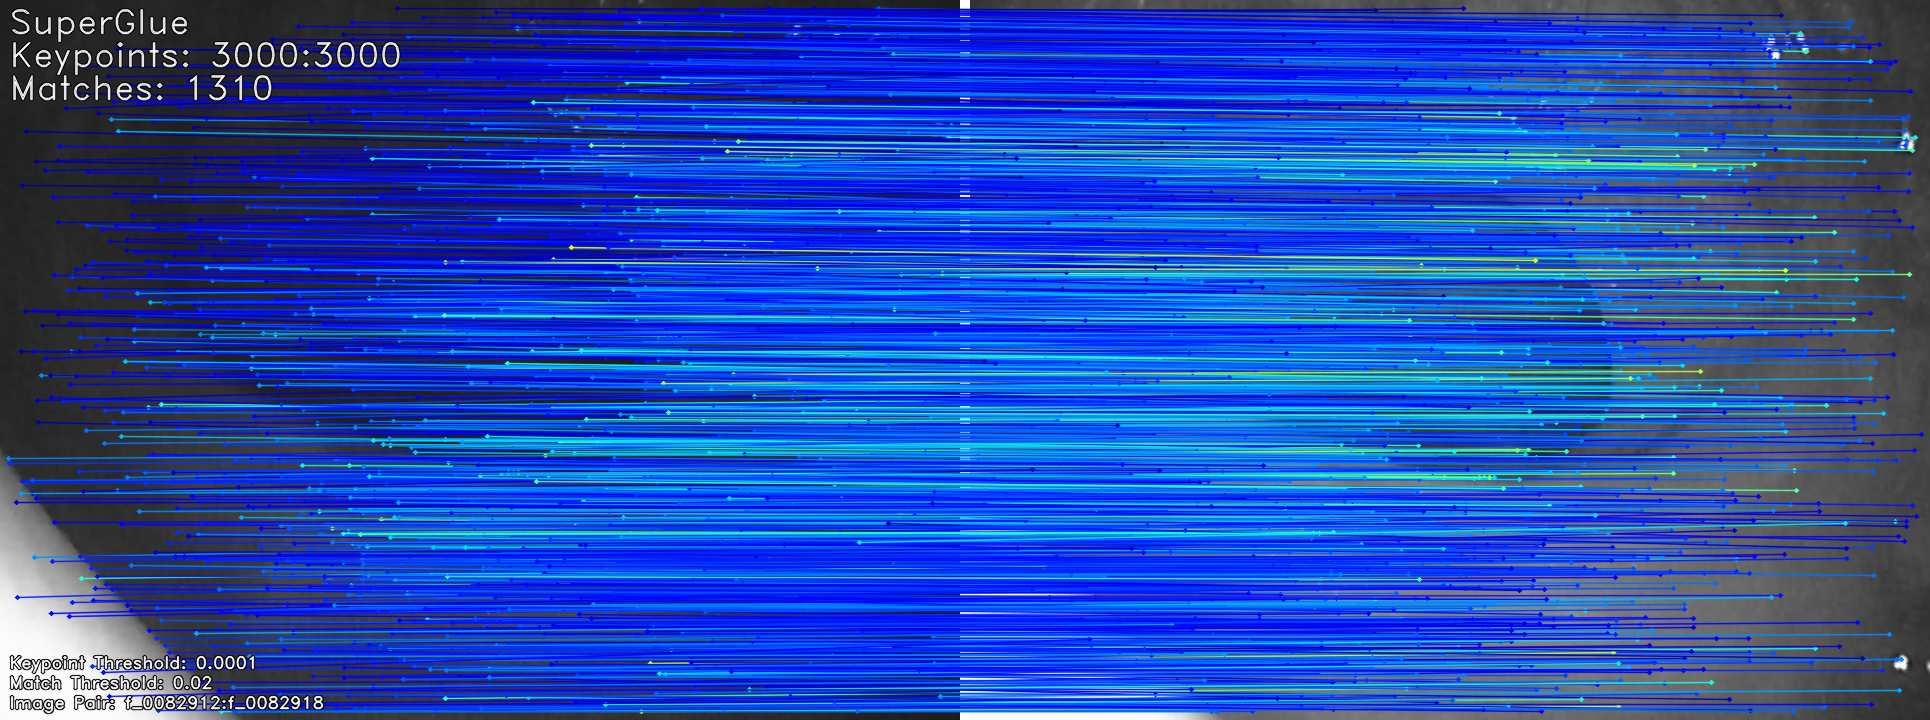 SuperGlue
Keypoints: 3000:3000
Matches: 1310
Keypoint Threshold: 0.0001
Match Threshold: 0.02
Image Pair: f_0082912:f_0082918